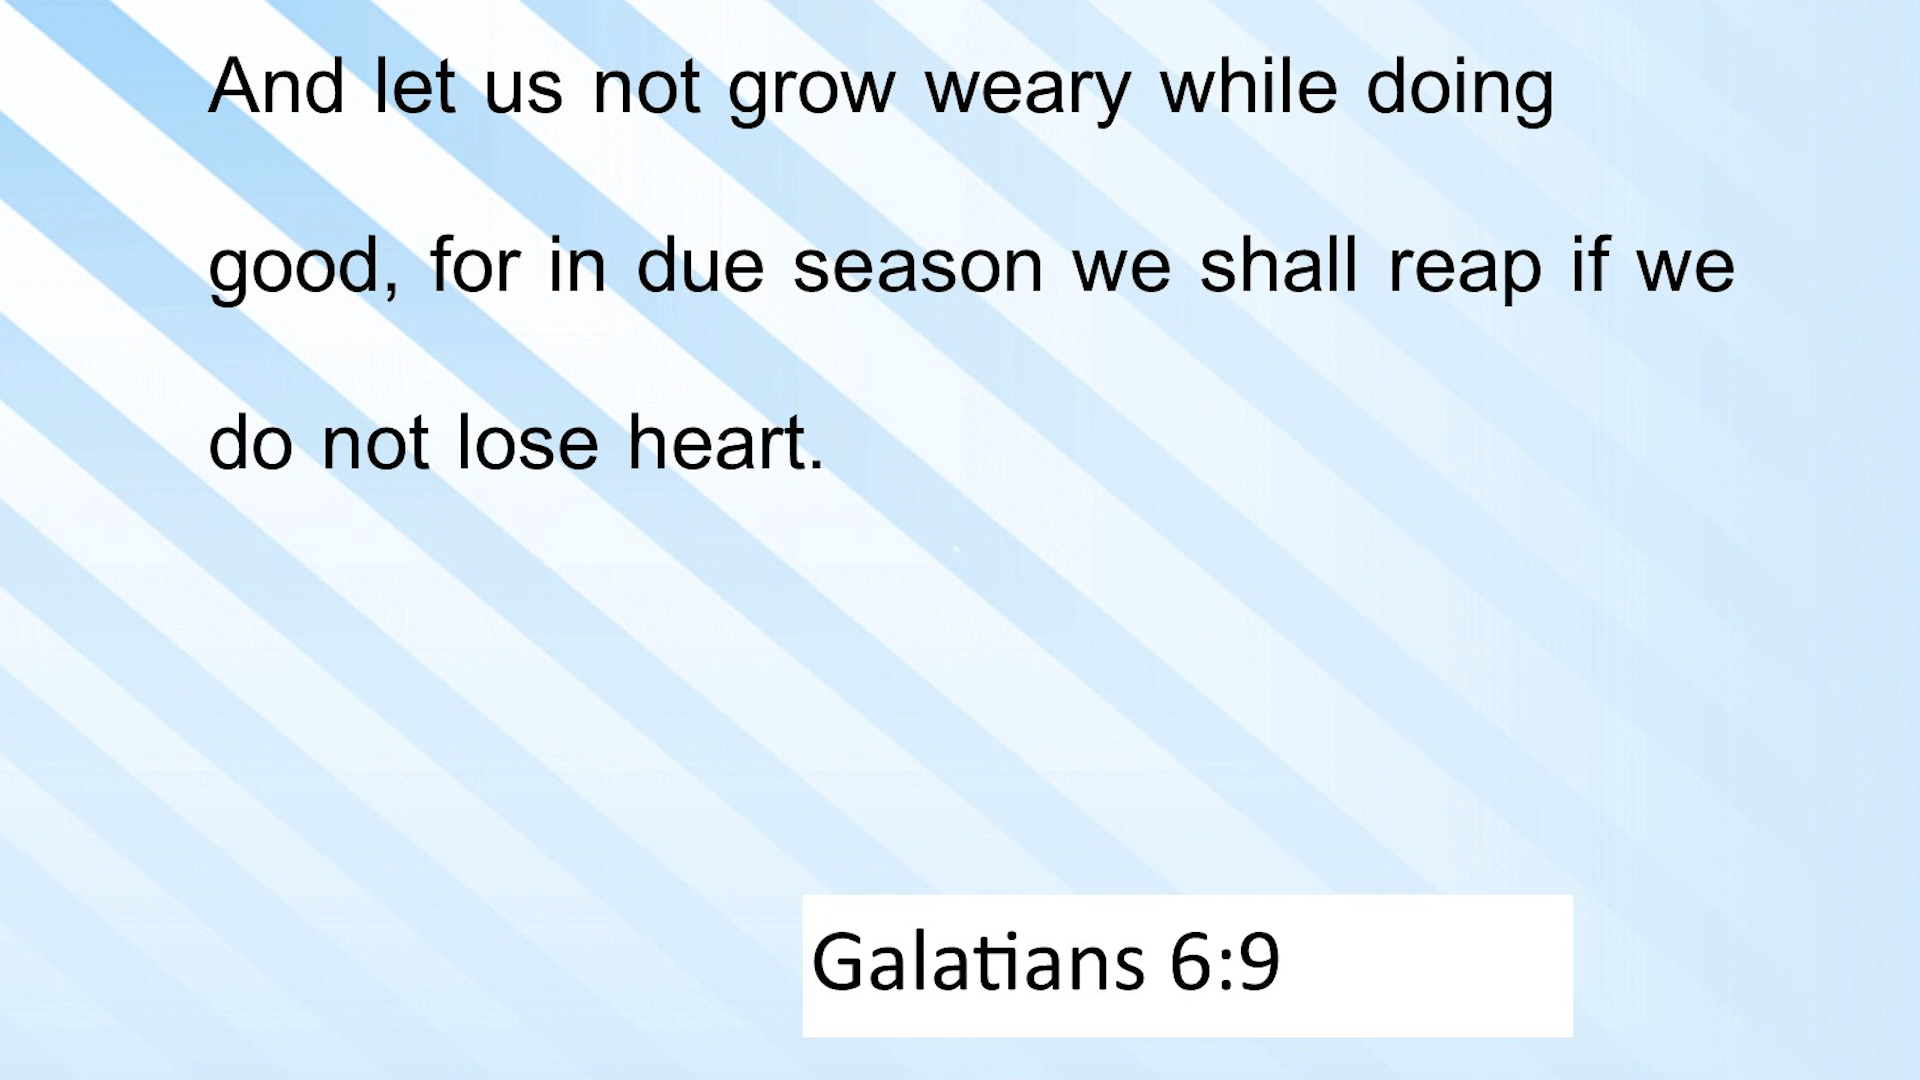 And let us not grow weary while doing
good, for in due season we shall reap if we
do not lose heart.
Galatians 6:9